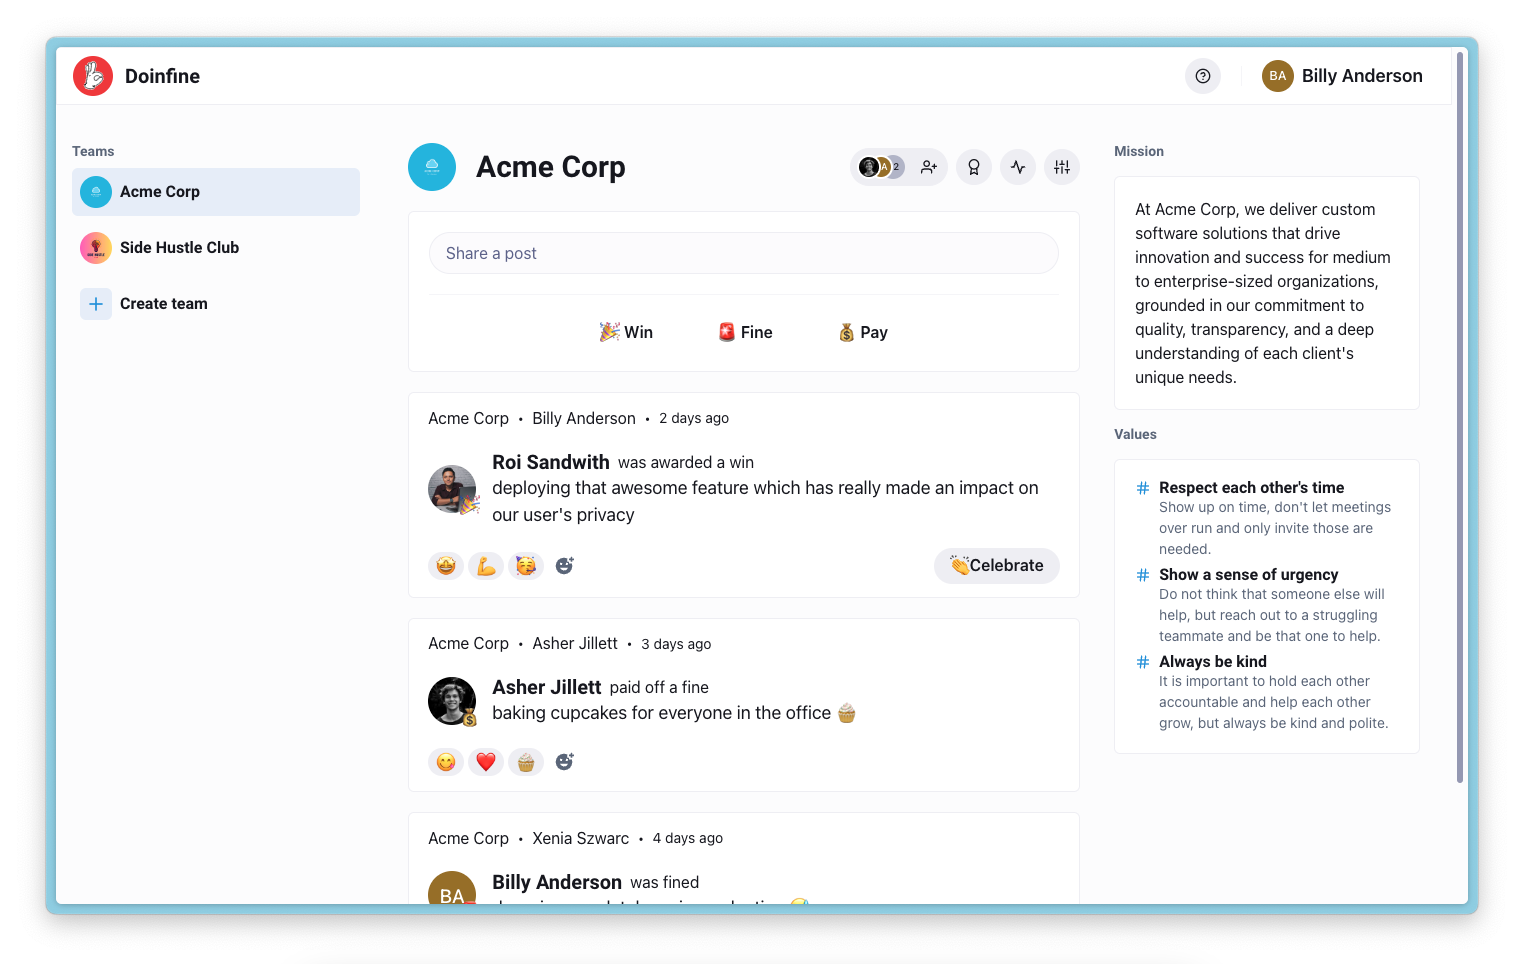 Doinfine
BA Billy Anderson
Teams
Acme Corp
Side Hustle Club
Create team
Acme Corp
A 2
Share a post
Win
Fine
Pay
Acme Corp • Billy Anderson • 2 days ago
Roi Sandwith was awarded a win
deploying that awesome feature which has really made an impact on
our user's privacy
Celebrate
Acme Corp • Asher Jillett • 3 days ago
Asher Jillett paid off a fine
baking cupcakes for everyone in the office
Acme Corp • Xenia Szwarc • 4 days ago
BA
Billy Anderson was fined
Mission
At Acme Corp, we deliver custom
software solutions that drive
innovation and success for medium
to enterprise-sized organizations,
grounded in our commitment to
quality, transparency, and a deep
understanding of each client's
unique needs.
Values
# Respect each other's time
Show up on time, don't let meetings
over run and only invite those are
needed.
# Show a sense of urgency
Do not think that someone else will
help, but reach out to a struggling
teammate and be that one to help.
# Always be kind
It is important to hold each other
accountable and help each other
grow, but always be kind and polite.